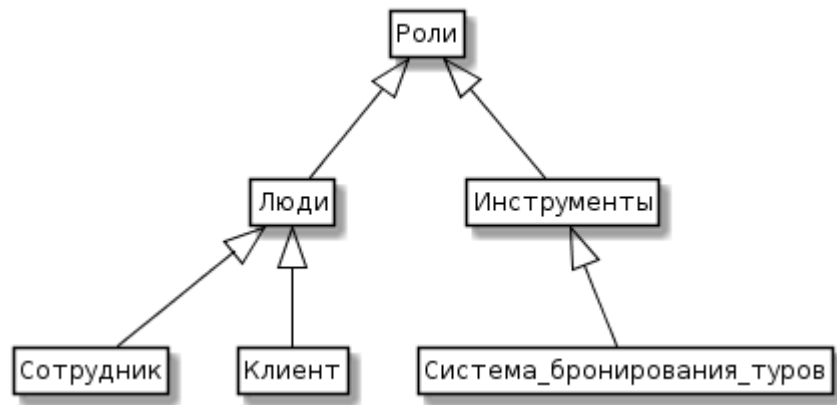 Роли
Люди
Инструменты
Сотрудник
Клиент
Система_бронирования_туров